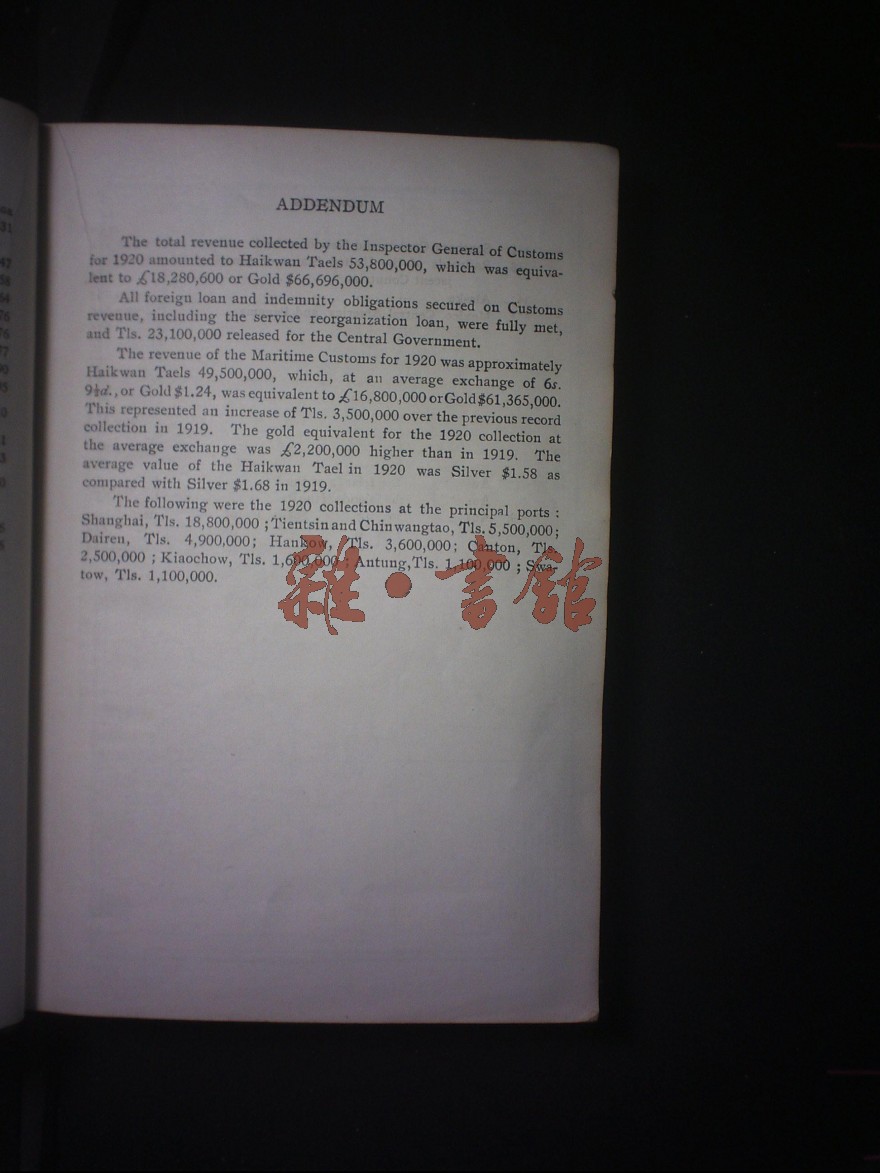 ADDENDUM
The total revenue collected by the Inspector General of Customs
for 1920 amounted to Haikwan Taels 53,800,000, which was equiva-
lent to £18,280,600 or Gold $66,696,000.
All foreign loan and indemnity obligations secured on Customs
revenue, including the service reorganization loan, were fully met,
and Tls. 23,100,000 released for the Central Government.
The revenue of the Maritime Customs for 1920 was approximately
Haikwan Taels 49,500,000, which, at an average exchange of 6s.
9½d., or Gold $1.24, was equivalent to £16,800,000 or Gold $61,365,000.
This represented an increase of Tls. 3,500,000 over the previous record
collection in 1919. The gold equivalent for the 1920 collection at
the average exchange was £2,200,000 higher than in 1919. The
average value of the Haikwan Tael in 1920 was Silver $1.58 as
compared with Silver $1.68 in 1919.
The following were the 1920 collections at the principal ports :
Shanghai, Tls. 18,800,000 ; Tientsin and Chinwangtao, Tls. 5,500,000;
Dairen, Tls. 4,900,000; Hankow, Tls. 3,600,000; Canton, Tls.
2,500,000 ; Kiaochow, Tls. 1,600,000 ; Antung, Tls. 1,100,000 ; Swa-
tow, Tls. 1,100,000.
雜·書館
31
47
58
54
76
76
77